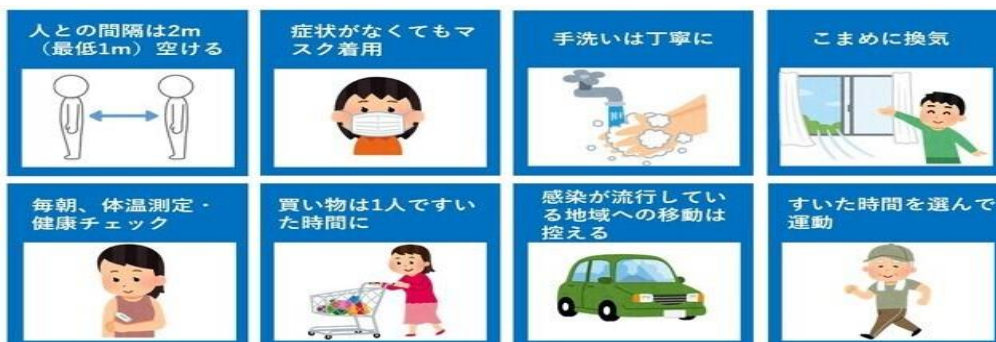 人との間隔は2m
（最低1m）空ける
症状がなくてもマ
スク着用
手洗いは丁寧に
こまめに換気
毎朝、体温測定・
健康チェック
買い物は1人ですい
た時間に
感染が流行してい
る地域への移動は
控える
すいた時間を選んで
運動